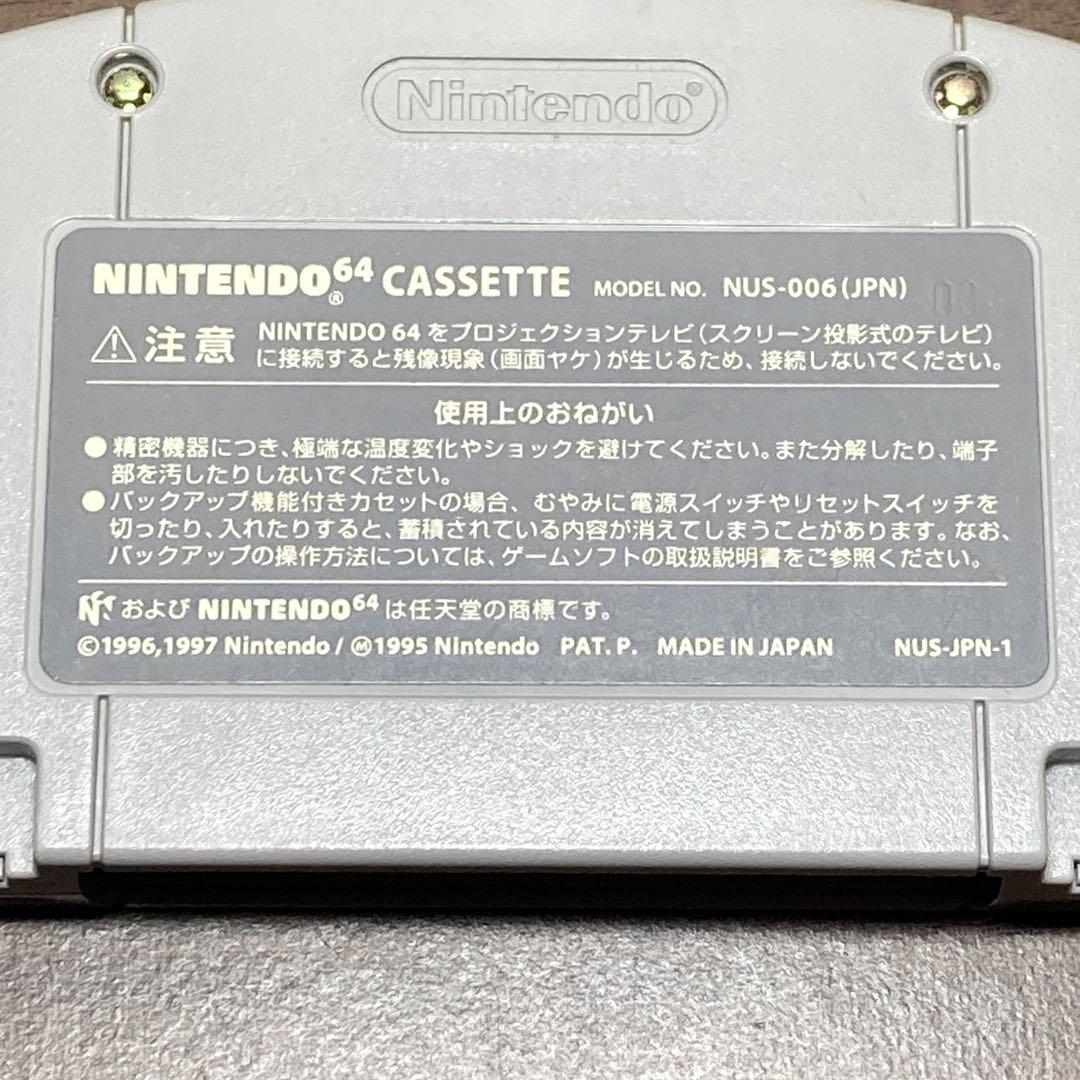 Nintendo®
NINTENDO64® CASSETTE MODEL NO. NUS-006(JPN) 01
⚠注意 NINTENDO 64 をプロジェクションテレビ(スクリーン投影式のテレビ)
に接続すると残像現象(画面ヤケ)が生じるため、接続しないでください。
使用上のおねがい
●精密機器につき、極端な温度変化やショックを避けてください。また分解したり、端子
部を汚したりしないでください。
●バックアップ機能付きカセットの場合、むやみに電源スイッチやリセットスイッチを
切ったり、入れたりすると、蓄積されている内容が消えてしまうことがあります。なお、
バックアップの操作方法については、ゲームソフトの取扱説明書をご参照ください。
および NINTENDO64 は任天堂の商標です。
©1996,1997 Nintendo / Ⓜ1995 Nintendo PAT. P. MADE IN JAPAN NUS-JPN-1